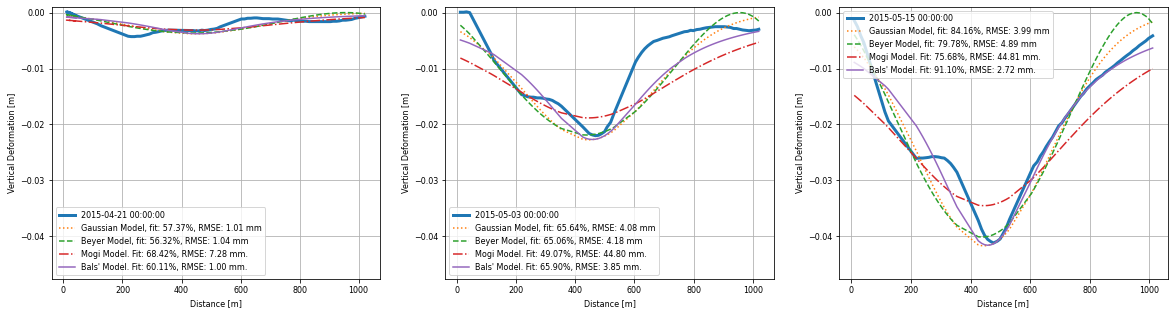 0.00
−0.01
−0.02
−0.03
−0.04
Vertical Deformation [m]
2015-04-21 00:00:00
Gaussian Model, fit: 57.37%, RMSE: 1.01 mm
Beyer Model, fit: 56.32%, RMSE: 1.04 mm
Mogi Model. Fit: 68.42%, RMSE: 7.28 mm.
Bals' Model. Fit: 60.11%, RMSE: 1.00 mm.
0 200 400 600 800 1000
Distance [m]
0.00
−0.01
−0.02
−0.03
−0.04
Vertical Deformation [m]
2015-05-03 00:00:00
Gaussian Model, fit: 65.64%, RMSE: 4.08 mm
Beyer Model, fit: 65.06%, RMSE: 4.18 mm
Mogi Model. Fit: 49.07%, RMSE: 44.80 mm.
Bals' Model. Fit: 65.90%, RMSE: 3.85 mm.
0 200 400 600 800 1000
Distance [m]
0.00
−0.01
−0.02
−0.03
−0.04
Vertical Deformation [m]
2015-05-15 00:00:00
Gaussian Model, fit: 84.16%, RMSE: 3.99 mm
Beyer Model, fit: 79.78%, RMSE: 4.89 mm
Mogi Model. Fit: 75.68%, RMSE: 44.81 mm.
Bals' Model. Fit: 91.10%, RMSE: 2.72 mm.
0 200 400 600 800 1000
Distance [m]